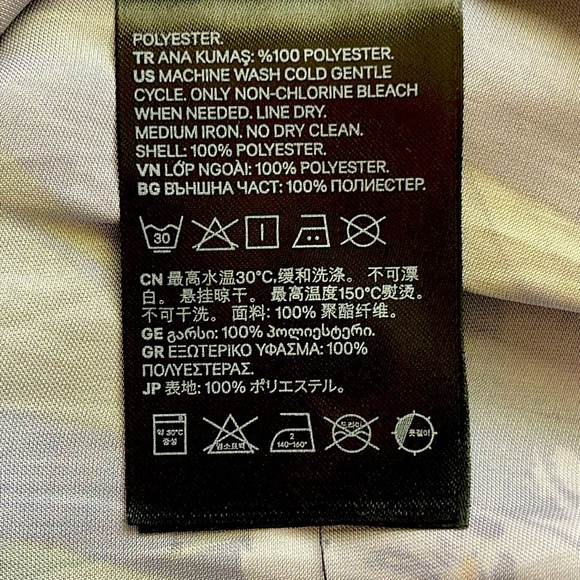 POLYESTER.
TR ANA KUMAŞ: %100 POLYESTER.
US MACHINE WASH COLD GENTLE
CYCLE. ONLY NON-CHLORINE BLEACH
WHEN NEEDED. LINE DRY.
MEDIUM IRON. NO DRY CLEAN.
SHELL: 100% POLYESTER.
VN LỚP NGOÀI: 100% POLYESTER.
BG ВЪНШНА ЧАСТ: 100% ПОЛИЕСТЕР.
30
CN 最高水温30°C,缓和洗涤。不可漂
白。悬挂晾干。最高温度150°C熨烫。
不可干洗。面料: 100% 聚酯纤维。
GE გარსი: 100% პოლიესტერი.
GR ΕΞΩΤΕΡΙΚΟ ΥΦΑΣΜΑ: 100%
ΠΟΛΥΕΣΤΕΡΑΣ.
JP 表地: 100% ポリエステル。
약 30°C 중성 염소표백 2 140~160° 드라이 옷걸이